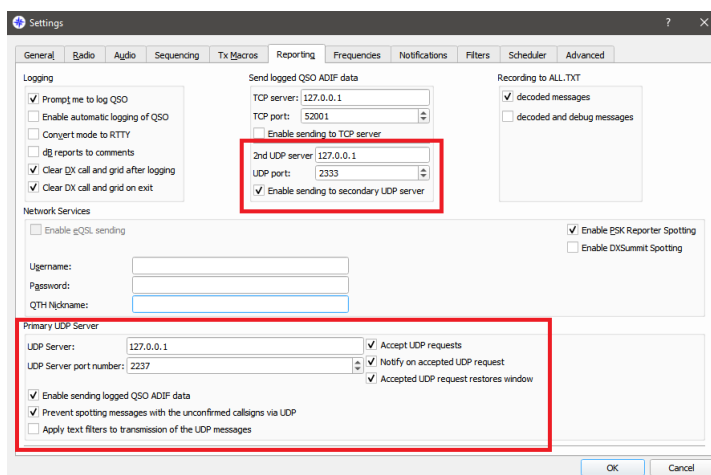 Settings
General Radio Audio Sequencing Tx Macros Reporting Frequencies Notifications Filters Scheduler Advanced
Logging
Prompt me to log QSO
Enable automatic logging of QSO
Convert mode to RTTY
dB reports to comments
Clear DX call and grid after logging
Clear DX call and grid on exit
Send logged QSO ADIF data
TCP server: 127.0.0.1
TCP port: 52001
Enable sending to TCP server
2nd UDP server 127.0.0.1
UDP port: 2333
Enable sending to secondary UDP server
Recording to ALL.TXT
decoded messages
decoded and debug messages
Network Services
Enable eQSL sending
Enable PSK Reporter Spotting
Enable DXSummit Spotting
Username:
Password:
QTH Nickname:
Primary UDP Server
UDP Server: 127.0.0.1
UDP Server port number: 2237
Accept UDP requests
Notify on accepted UDP request
Accepted UDP request restores window
Enable sending logged QSO ADIF data
Prevent spotting messages with the unconfirmed callsigns via UDP
Apply text filters to transmission of the UDP messages
OK Cancel